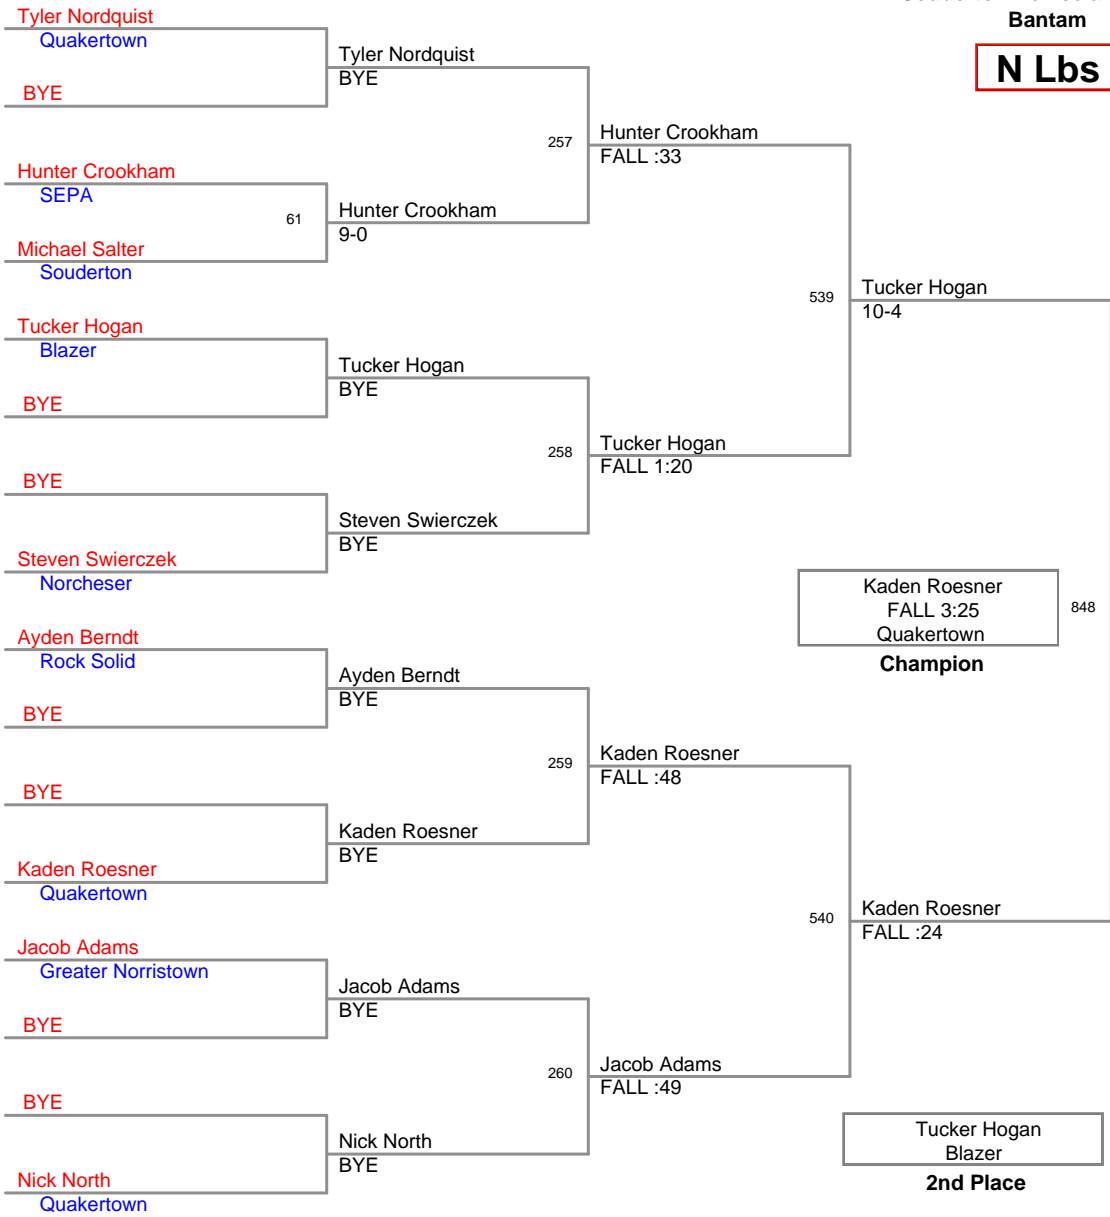 Bantam
N Lbs
Tyler Nordquist
Quakertown
BYE
Hunter Crookham
SEPA
Michael Salter
Souderton
Tucker Hogan
Blazer
BYE
BYE
Steven Swierczek
Norcheser
Ayden Berndt
Rock Solid
BYE
BYE
Kaden Roesner
Quakertown
Jacob Adams
Greater Norristown
BYE
BYE
Nick North
Quakertown
Tyler Nordquist
BYE
61
Hunter Crookham
9-0
Tucker Hogan
BYE
Steven Swierczek
BYE
Ayden Berndt
BYE
Kaden Roesner
BYE
Jacob Adams
BYE
Nick North
BYE
257
Hunter Crookham
FALL :33
258
Tucker Hogan
FALL 1:20
259
Kaden Roesner
FALL :48
260
Jacob Adams
FALL :49
539
Tucker Hogan
10-4
540
Kaden Roesner
FALL :24
Kaden Roesner
FALL 3:25
Quakertown
848
Champion
Tucker Hogan
Blazer
2nd Place